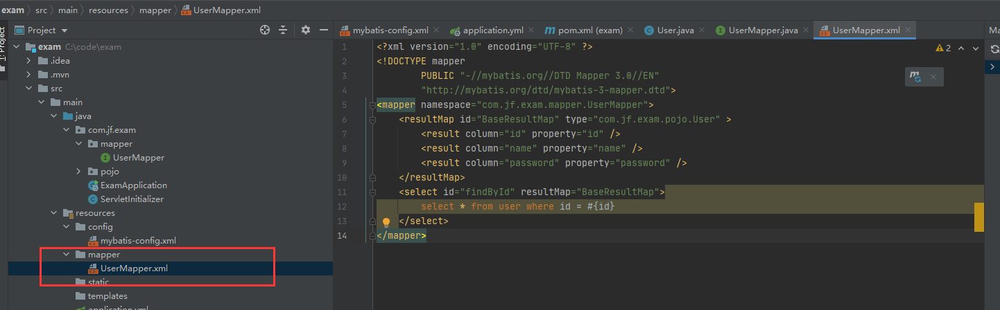 exam src main resources mapper UserMapper.xml
Project
1: Project
mybatis-config.xml application.yml pom.xml (exam) User.java UserMapper.java UserMapper.xml Ma
exam C:\code\exam
.idea
.mvn
src
main
java
com.jf.exam
mapper
UserMapper
pojo
ExamApplication
ServletInitializer
resources
config
mybatis-config.xml
mapper
UserMapper.xml
static
templates
application.yml
2
1 <?xml version="1.0" encoding="UTF-8" ?>
2 <!DOCTYPE mapper
3 PUBLIC "-//mybatis.org//DTD Mapper 3.0//EN"
4 "http://mybatis.org/dtd/mybatis-3-mapper.dtd">
5 <mapper namespace="com.jf.exam.mapper.UserMapper">
6 <resultMap id="BaseResultMap" type="com.jf.exam.pojo.User" >
7 <result column="id" property="id" />
8 <result column="name" property="name" />
9 <result column="password" property="password" />
10 </resultMap>
11 <select id="findById" resultMap="BaseResultMap">
12 select * from user where id = #{id}
13 </select>
14 </mapper>